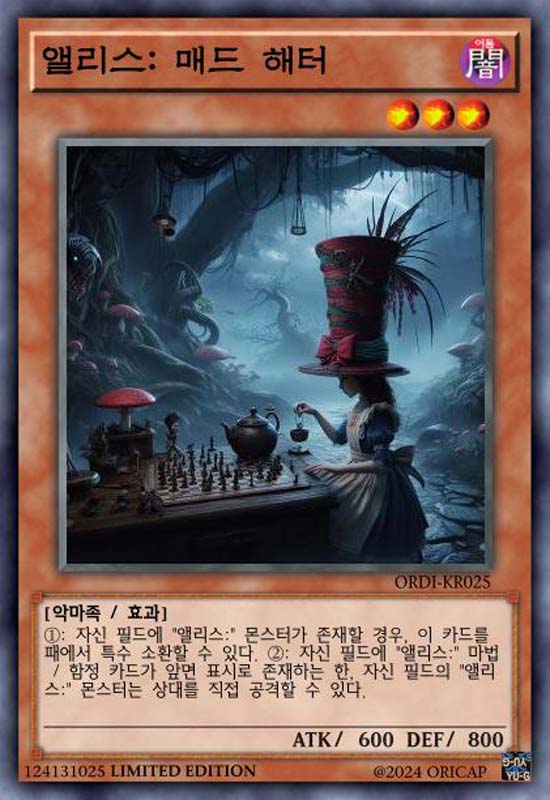 앨리스: 매드 해터
어둠
闇
ORDI-KR025
[악마족 / 효과]
①: 자신 필드에 "앨리스:" 몬스터가 존재할 경우, 이 카드를
패에서 특수 소환할 수 있다. ②: 자신 필드에 "앨리스:" 마법
/ 함정 카드가 앞면 표시로 존재하는 한, 자신 필드의 "앨리
스:" 몬스터는 상대를 직접 공격할 수 있다.
ATK/ 600 DEF/ 800
124131025 LIMITED EDITION
©2024 ORICAP